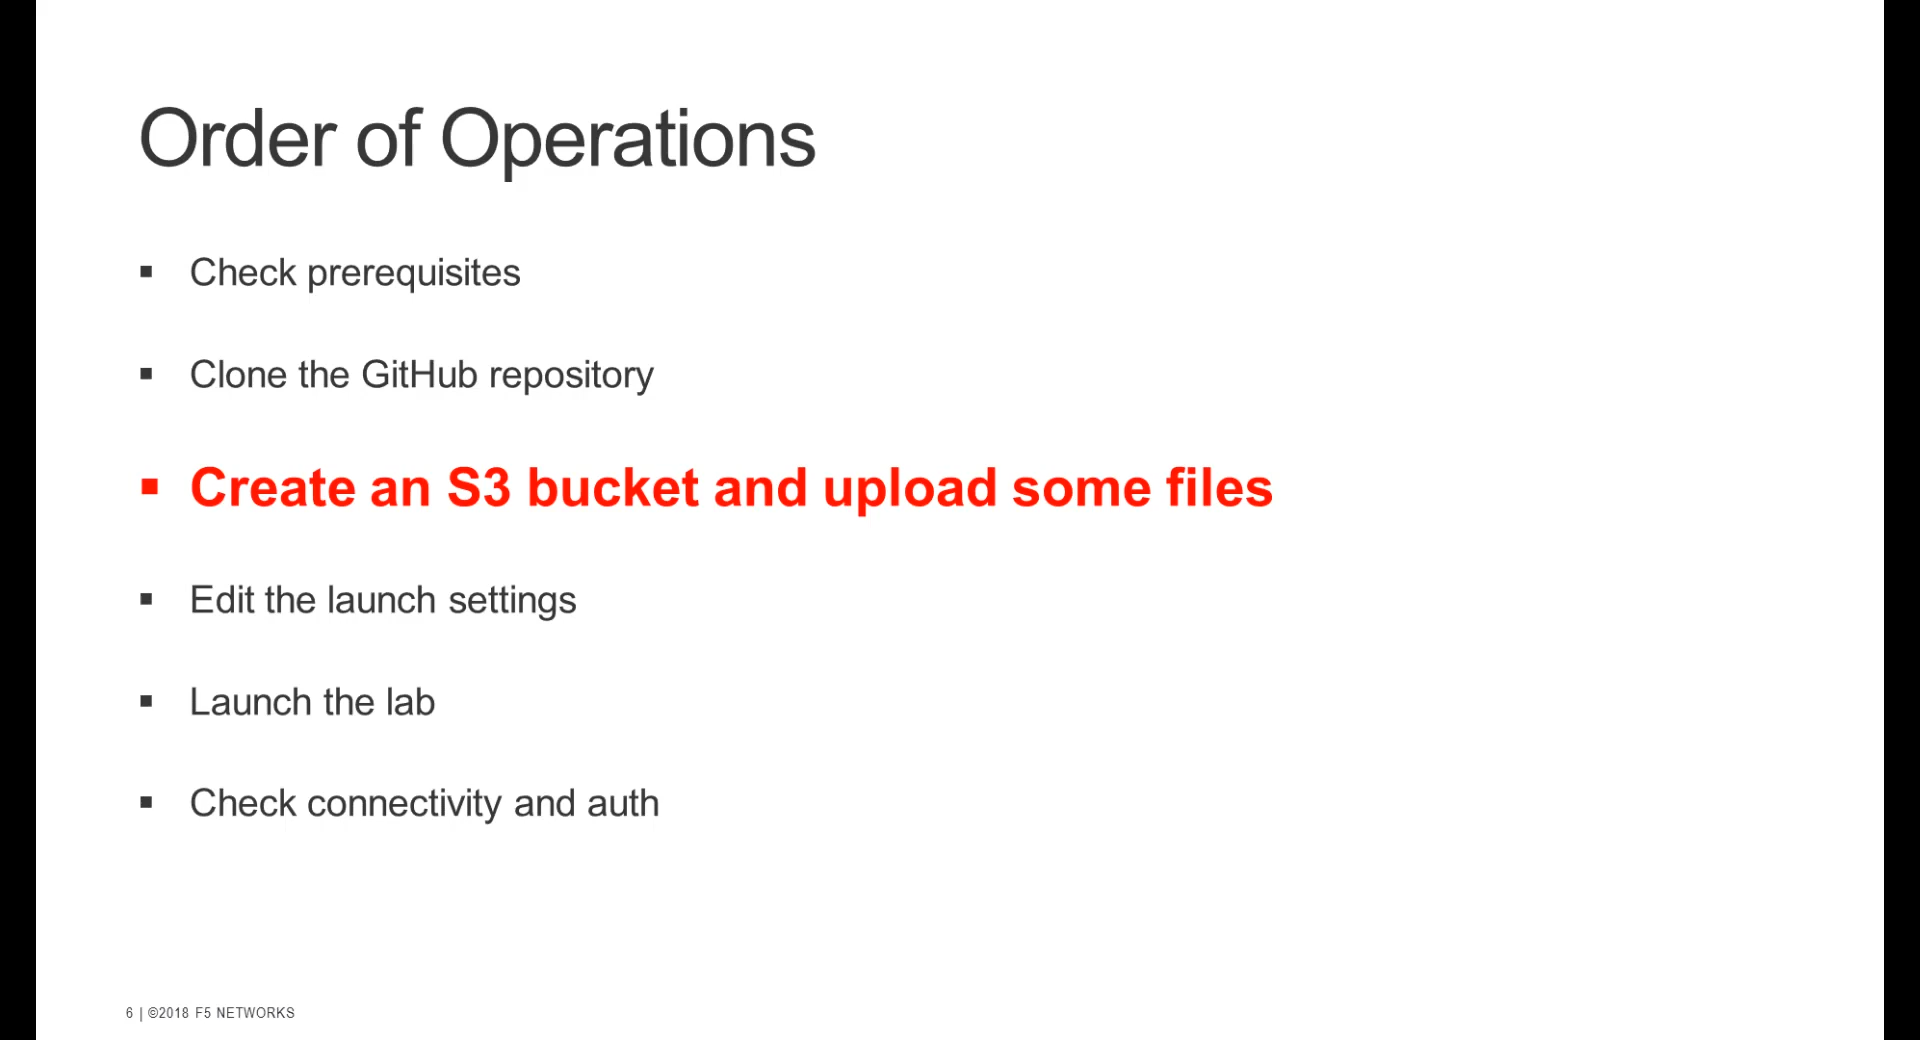 Order of Operations
▪ Check prerequisites
▪ Clone the GitHub repository
▪ Create an S3 bucket and upload some files
▪ Edit the launch settings
▪ Launch the lab
▪ Check connectivity and auth
6 | ©2018 F5 NETWORKS